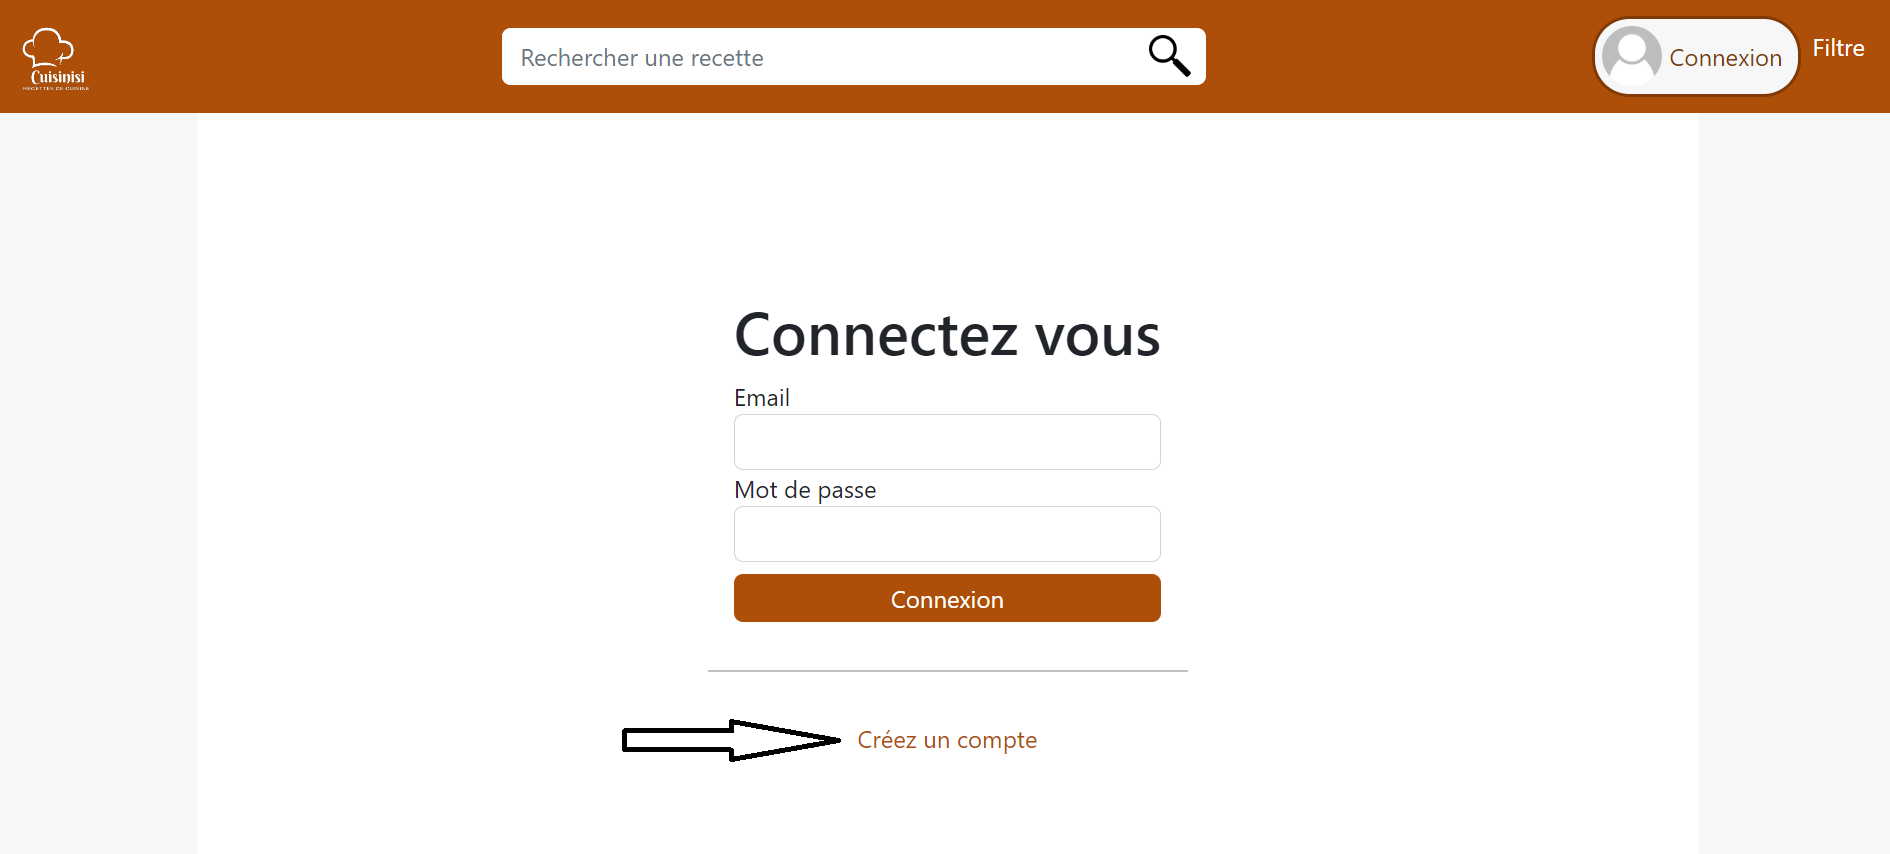 Cuisinisi
RECETTES DE CUISINE
Rechercher une recette
Connexion
Filtre
Connectez vous
Email
Mot de passe
Connexion
Créez un compte